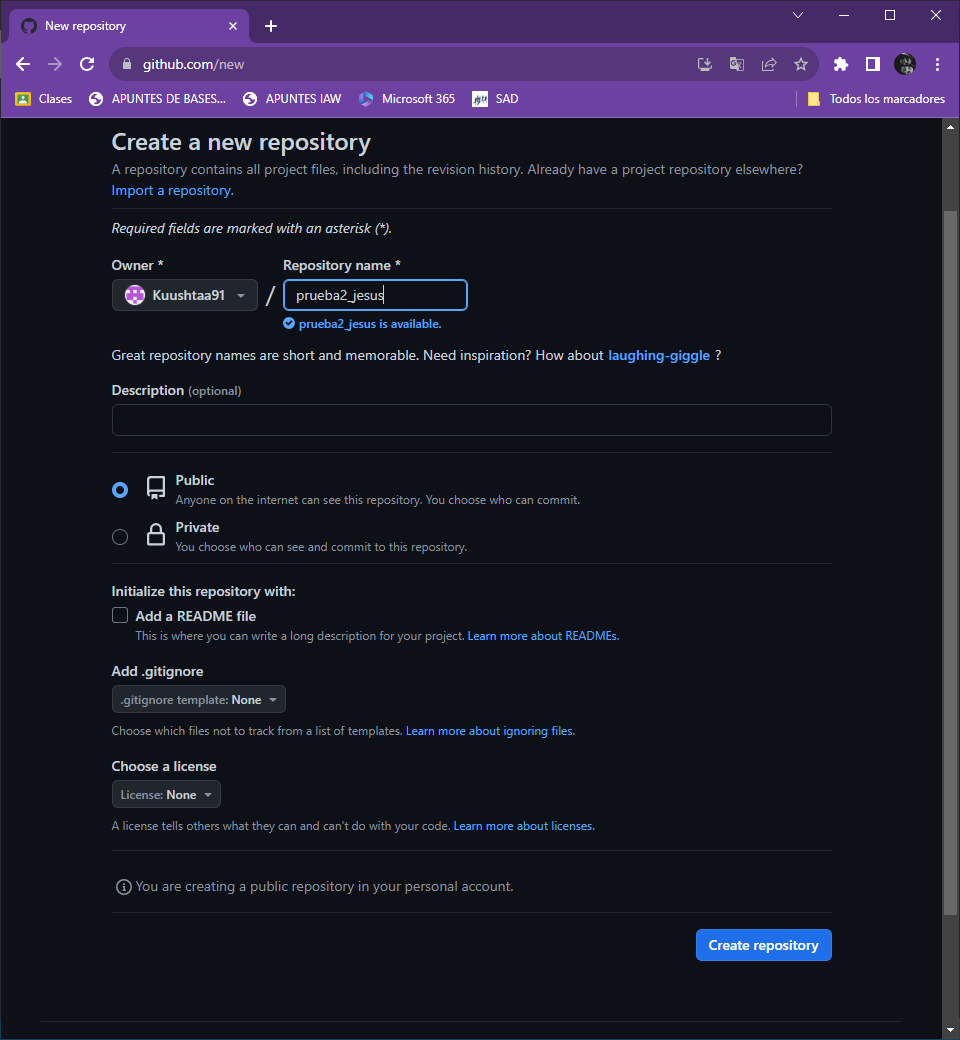 New repository
github.com/new
Clases
APUNTES DE BASES...
APUNTES IAW
Microsoft 365
SAD
Todos los marcadores
Create a new repository
A repository contains all project files, including the revision history. Already have a project repository elsewhere?
Import a repository.
Required fields are marked with an asterisk (*).
Owner *
Repository name *
Kuushtaa91
/
prueba2_jesus
prueba2_jesus is available.
Great repository names are short and memorable. Need inspiration? How about laughing-giggle ?
Description (optional)
Public
Anyone on the internet can see this repository. You choose who can commit.
Private
You choose who can see and commit to this repository.
Initialize this repository with:
Add a README file
This is where you can write a long description for your project. Learn more about READMEs.
Add .gitignore
.gitignore template: None
Choose which files not to track from a list of templates. Learn more about ignoring files.
Choose a license
License: None
A license tells others what they can and can't do with your code. Learn more about licenses.
You are creating a public repository in your personal account.
Create repository